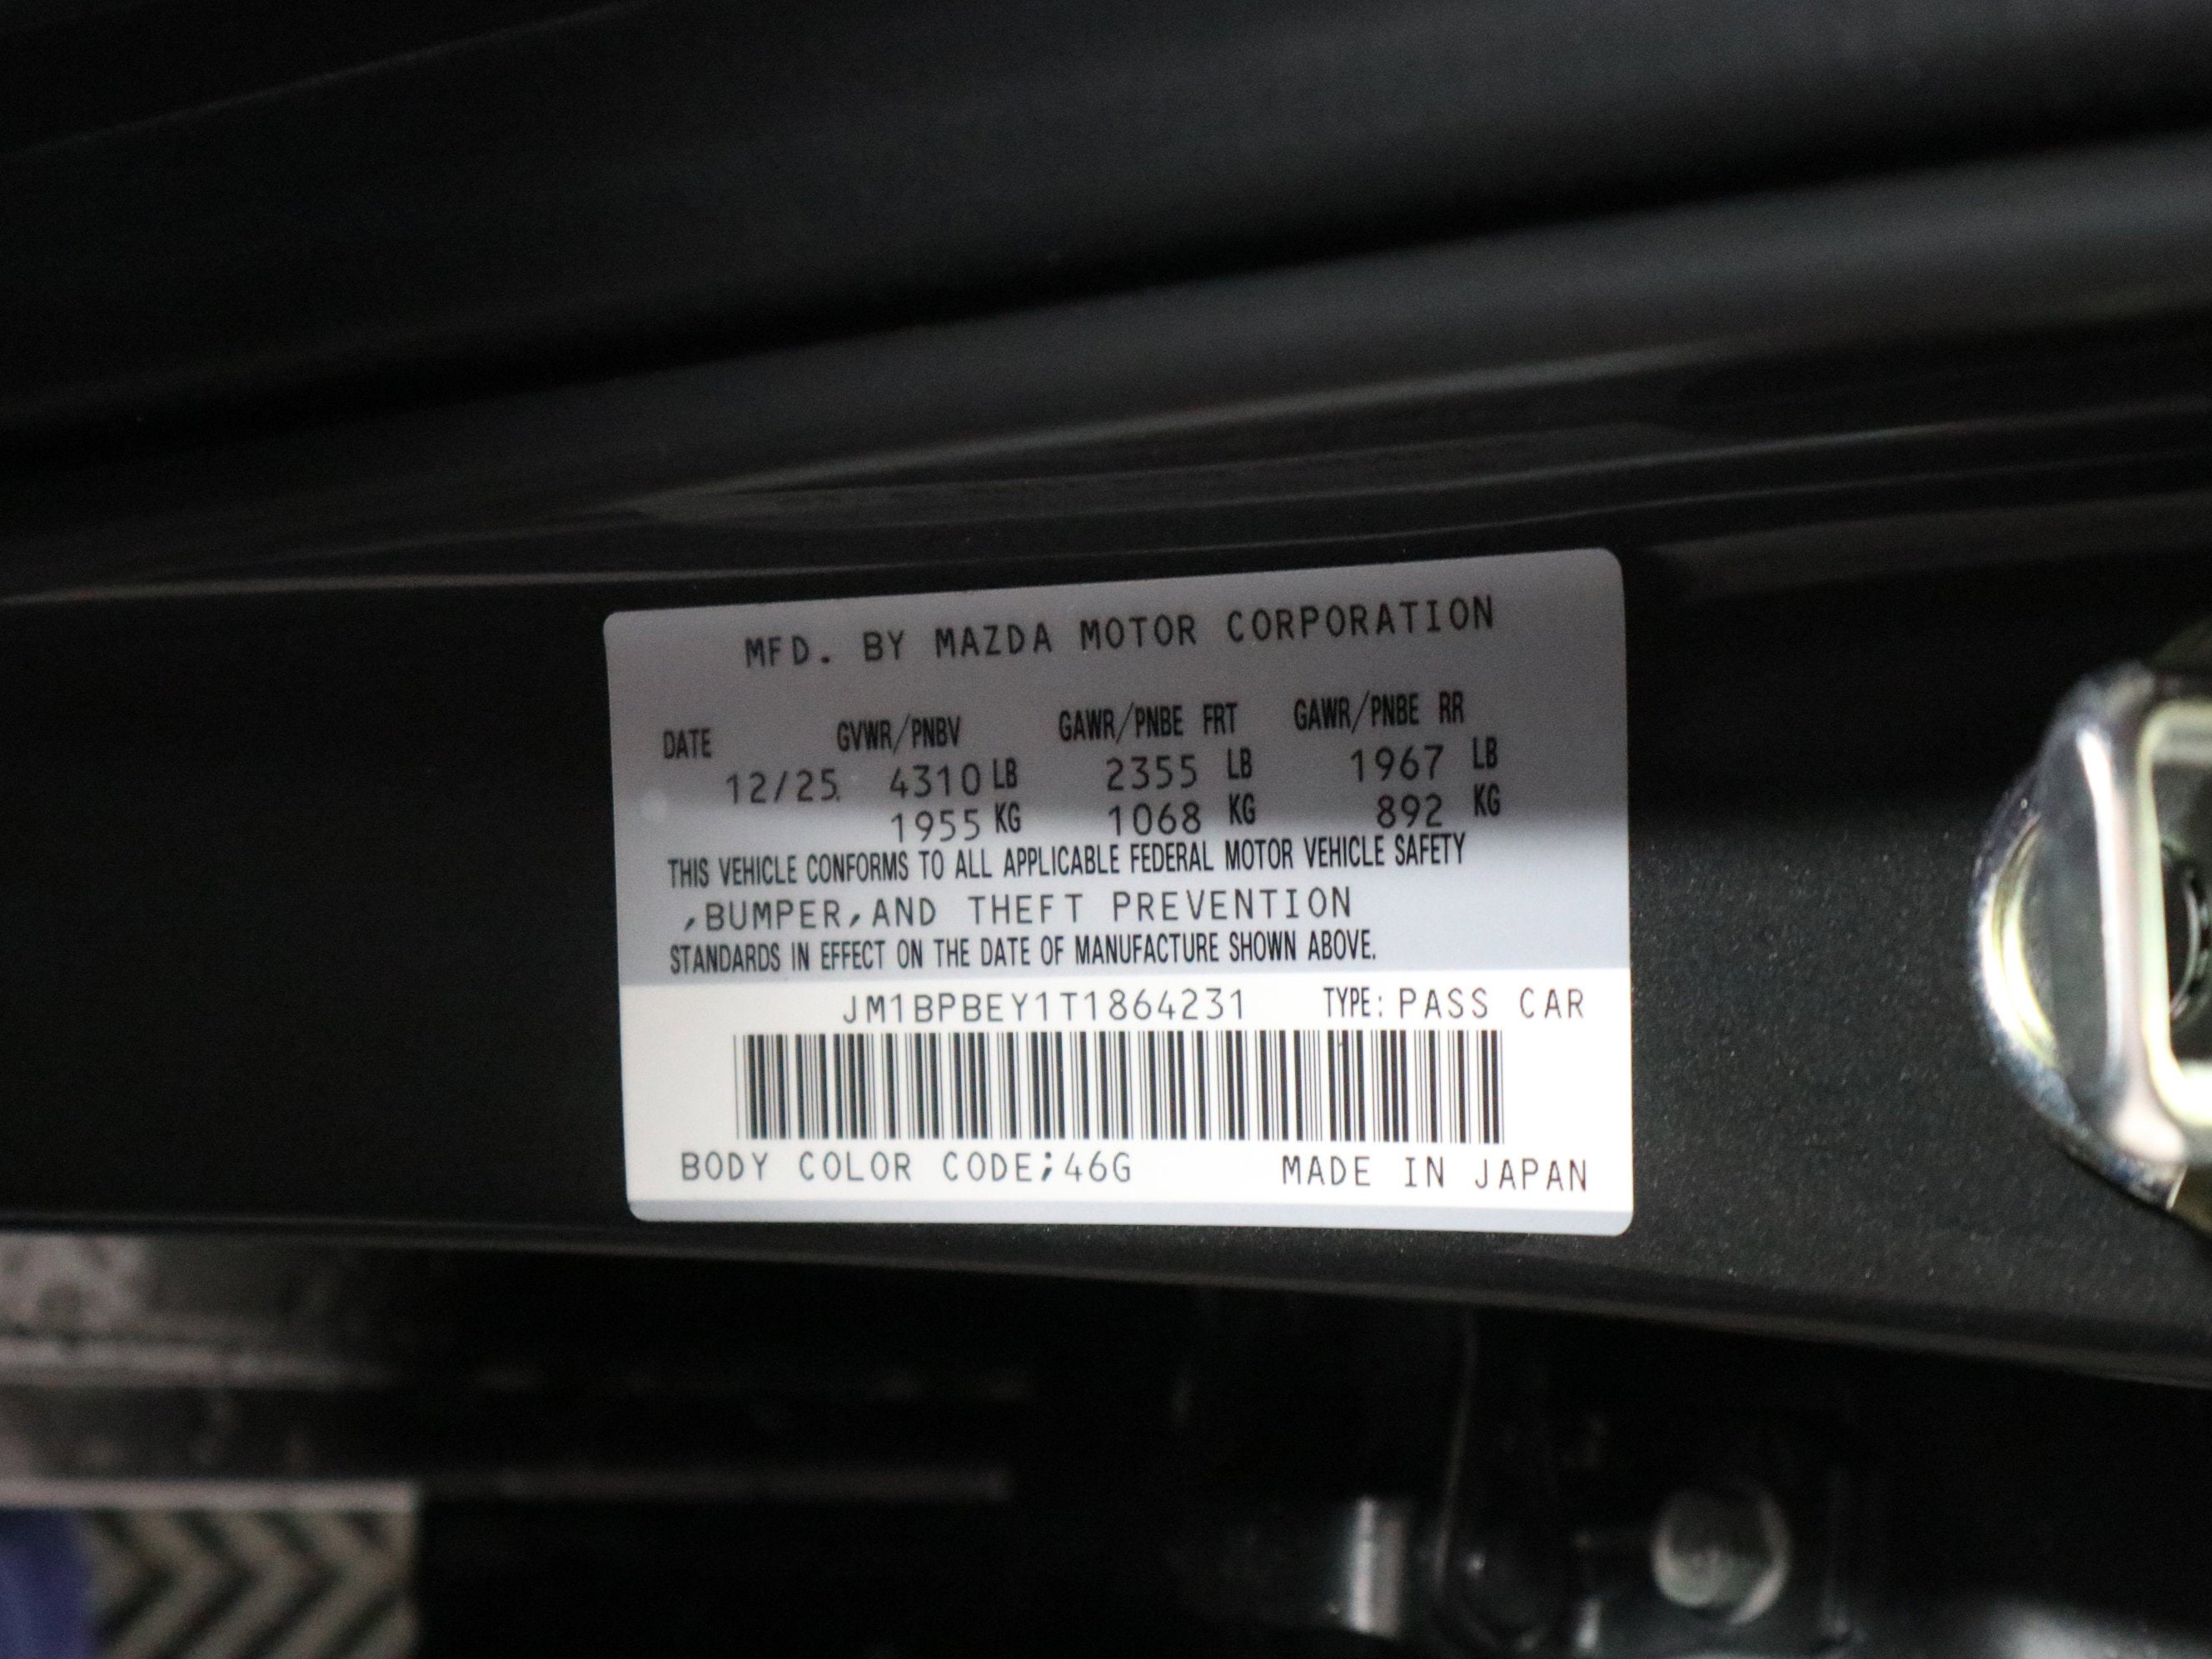 MFD. BY MAZDA MOTOR CORPORATION
DATE GVWR/PNBV GAWR/PNBE FRT GAWR/PNBE RR
12/25 4310 LB 2355 LB 1967 LB
1955 KG 1068 KG 892 KG
THIS VEHICLE CONFORMS TO ALL APPLICABLE FEDERAL MOTOR VEHICLE SAFETY
,BUMPER,AND THEFT PREVENTION
STANDARDS IN EFFECT ON THE DATE OF MANUFACTURE SHOWN ABOVE.
JM1BPBEY1T1864231 TYPE: PASS CAR
BODY COLOR CODE;46G MADE IN JAPAN